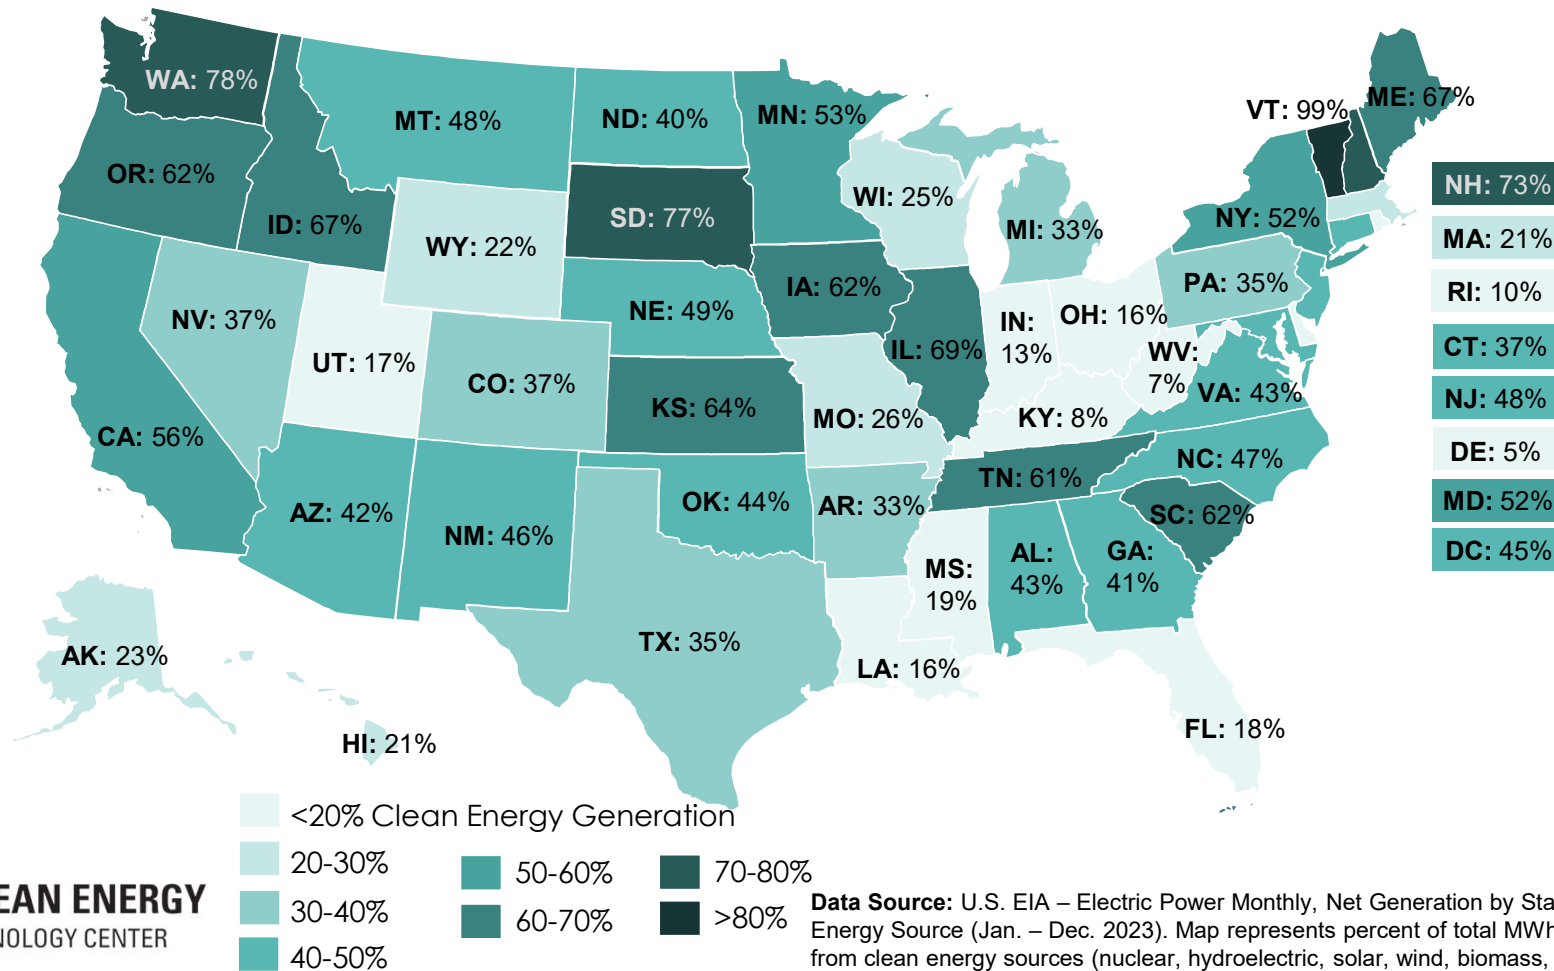 WA: 78%
MT: 48%
ND: 40%
MN: 53%
VT: 99%
ME: 67%
OR: 62%
ID: 67%
WY: 22%
SD: 77%
WI: 25%
MI: 33%
NY: 52%
NH: 73%
MA: 21%
RI: 10%
CT: 37%
NJ: 48%
DE: 5%
MD: 52%
DC: 45%
NV: 37%
UT: 17%
CO: 37%
NE: 49%
IA: 62%
IL: 69%
IN:
13%
OH: 16%
PA: 35%
WV:
7%
VA: 43%
KS: 64%
MO: 26%
KY: 8%
CA: 56%
AZ: 42%
NM: 46%
OK: 44%
AR: 33%
TN: 61%
NC: 47%
SC: 62%
MS:
19%
AL:
43%
GA:
41%
TX: 35%
LA: 16%
FL: 18%
AK: 23%
HI: 21%
<20% Clean Energy Generation
20-30%
30-40%
40-50%
50-60%
60-70%
70-80%
>80%
EAN ENERGY
NOLOGY CENTER
Data Source: U.S. EIA – Electric Power Monthly, Net Generation by Sta
Energy Source (Jan. – Dec. 2023). Map represents percent of total MWh
from clean energy sources (nuclear, hydroelectric, solar, wind, biomass,